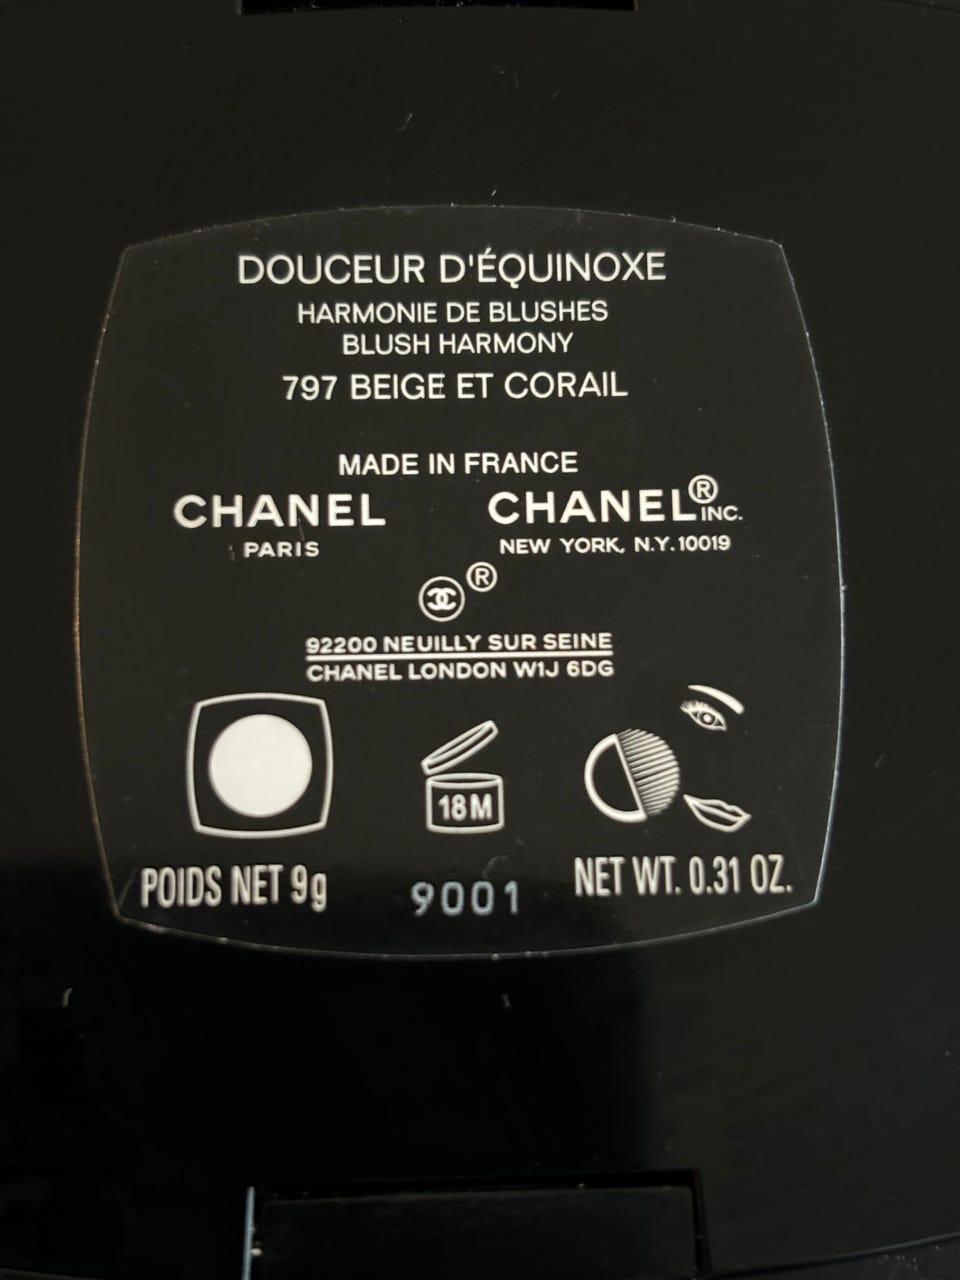 DOUCEUR D'ÉQUINOXE
HARMONIE DE BLUSHES
BLUSH HARMONY
797 BEIGE ET CORAIL
MADE IN FRANCE
CHANEL
PARIS
CHANEL® INC.
NEW YORK, N.Y. 10019
®
92200 NEUILLY SUR SEINE
CHANEL LONDON W1J 6DG
18M
POIDS NET 9g
9001
NET WT. 0.31 OZ.